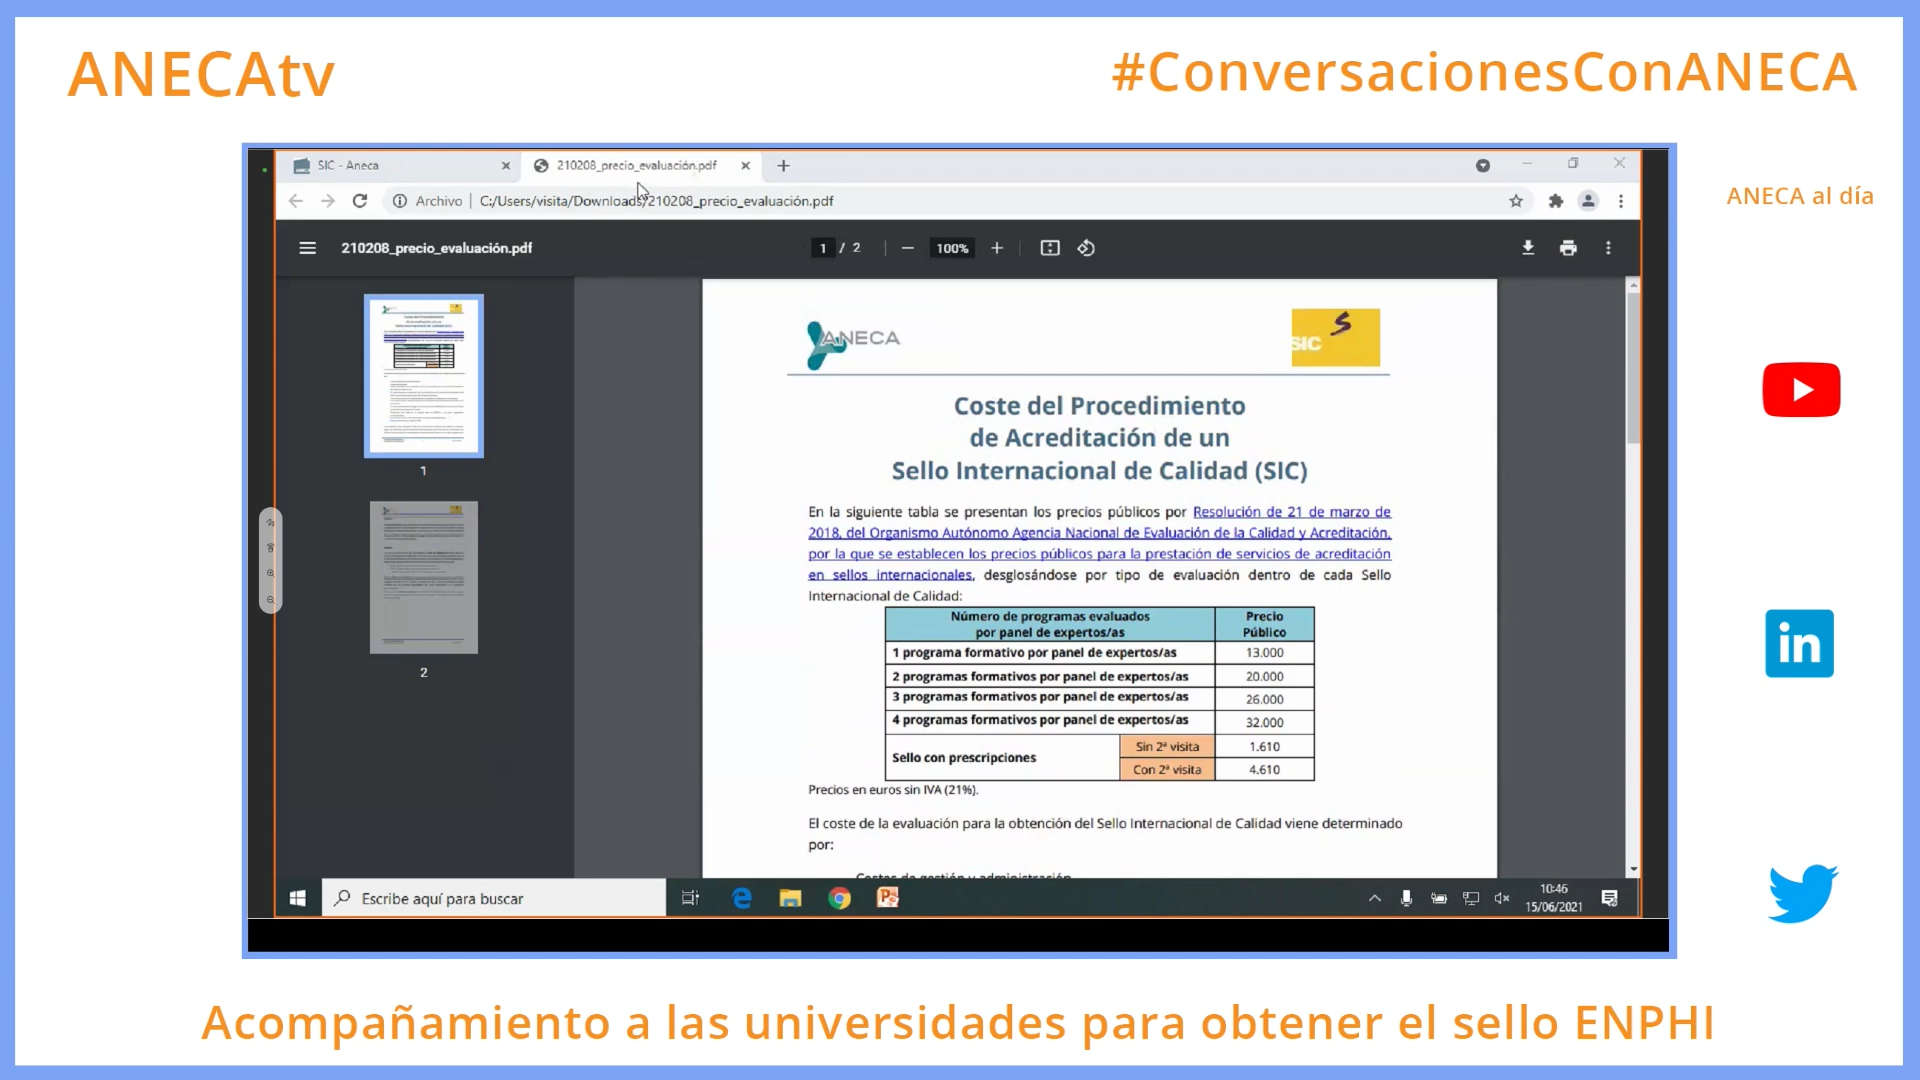 ANECAtv
#ConversacionesConANECA
ANECA al día
SIC - Aneca
210208_precio_evaluación.pdf
Archivo
C:/Users/visita/Downloads/210208_precio_evaluación.pdf
210208_precio_evaluación.pdf
1 / 2
100%
1
2
ANECA
SIC
Coste del Procedimiento
de Acreditación de un
Sello Internacional de Calidad (SIC)
En la siguiente tabla se presentan los precios públicos por Resolución de 21 de marzo de
2018, del Organismo Autónomo Agencia Nacional de Evaluación de la Calidad y Acreditación,
por la que se establecen los precios públicos para la prestación de servicios de acreditación
en sellos internacionales, desglosándose por tipo de evaluación dentro de cada Sello
Internacional de Calidad:
Número de programas evaluados
por panel de expertos/as
Precio
Público
1 programa formativo por panel de expertos/as 13.000
2 programas formativos por panel de expertos/as 20.000
3 programas formativos por panel de expertos/as 26.000
4 programas formativos por panel de expertos/as 32.000
Sello con prescripciones
Sin 2ª visita 1.610
Con 2ª visita 4.610
Precios en euros sin IVA (21%).
El coste de la evaluación para la obtención del Sello Internacional de Calidad viene determinado
por:
Costes de gestión y administración
Escribe aquí para buscar
10:46
15/06/2021
Acompañamiento a las universidades para obtener el sello ENPHI